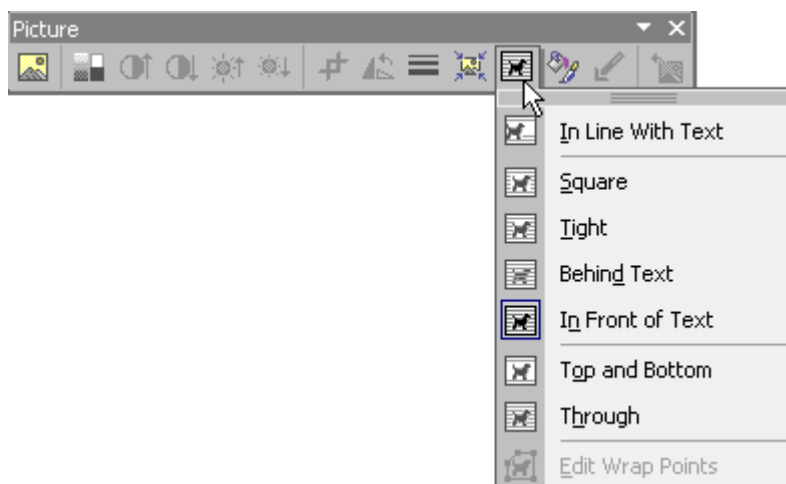 Picture
In Line With Text
Square
Tight
Behind Text
In Front of Text
Top and Bottom
Through
Edit Wrap Points